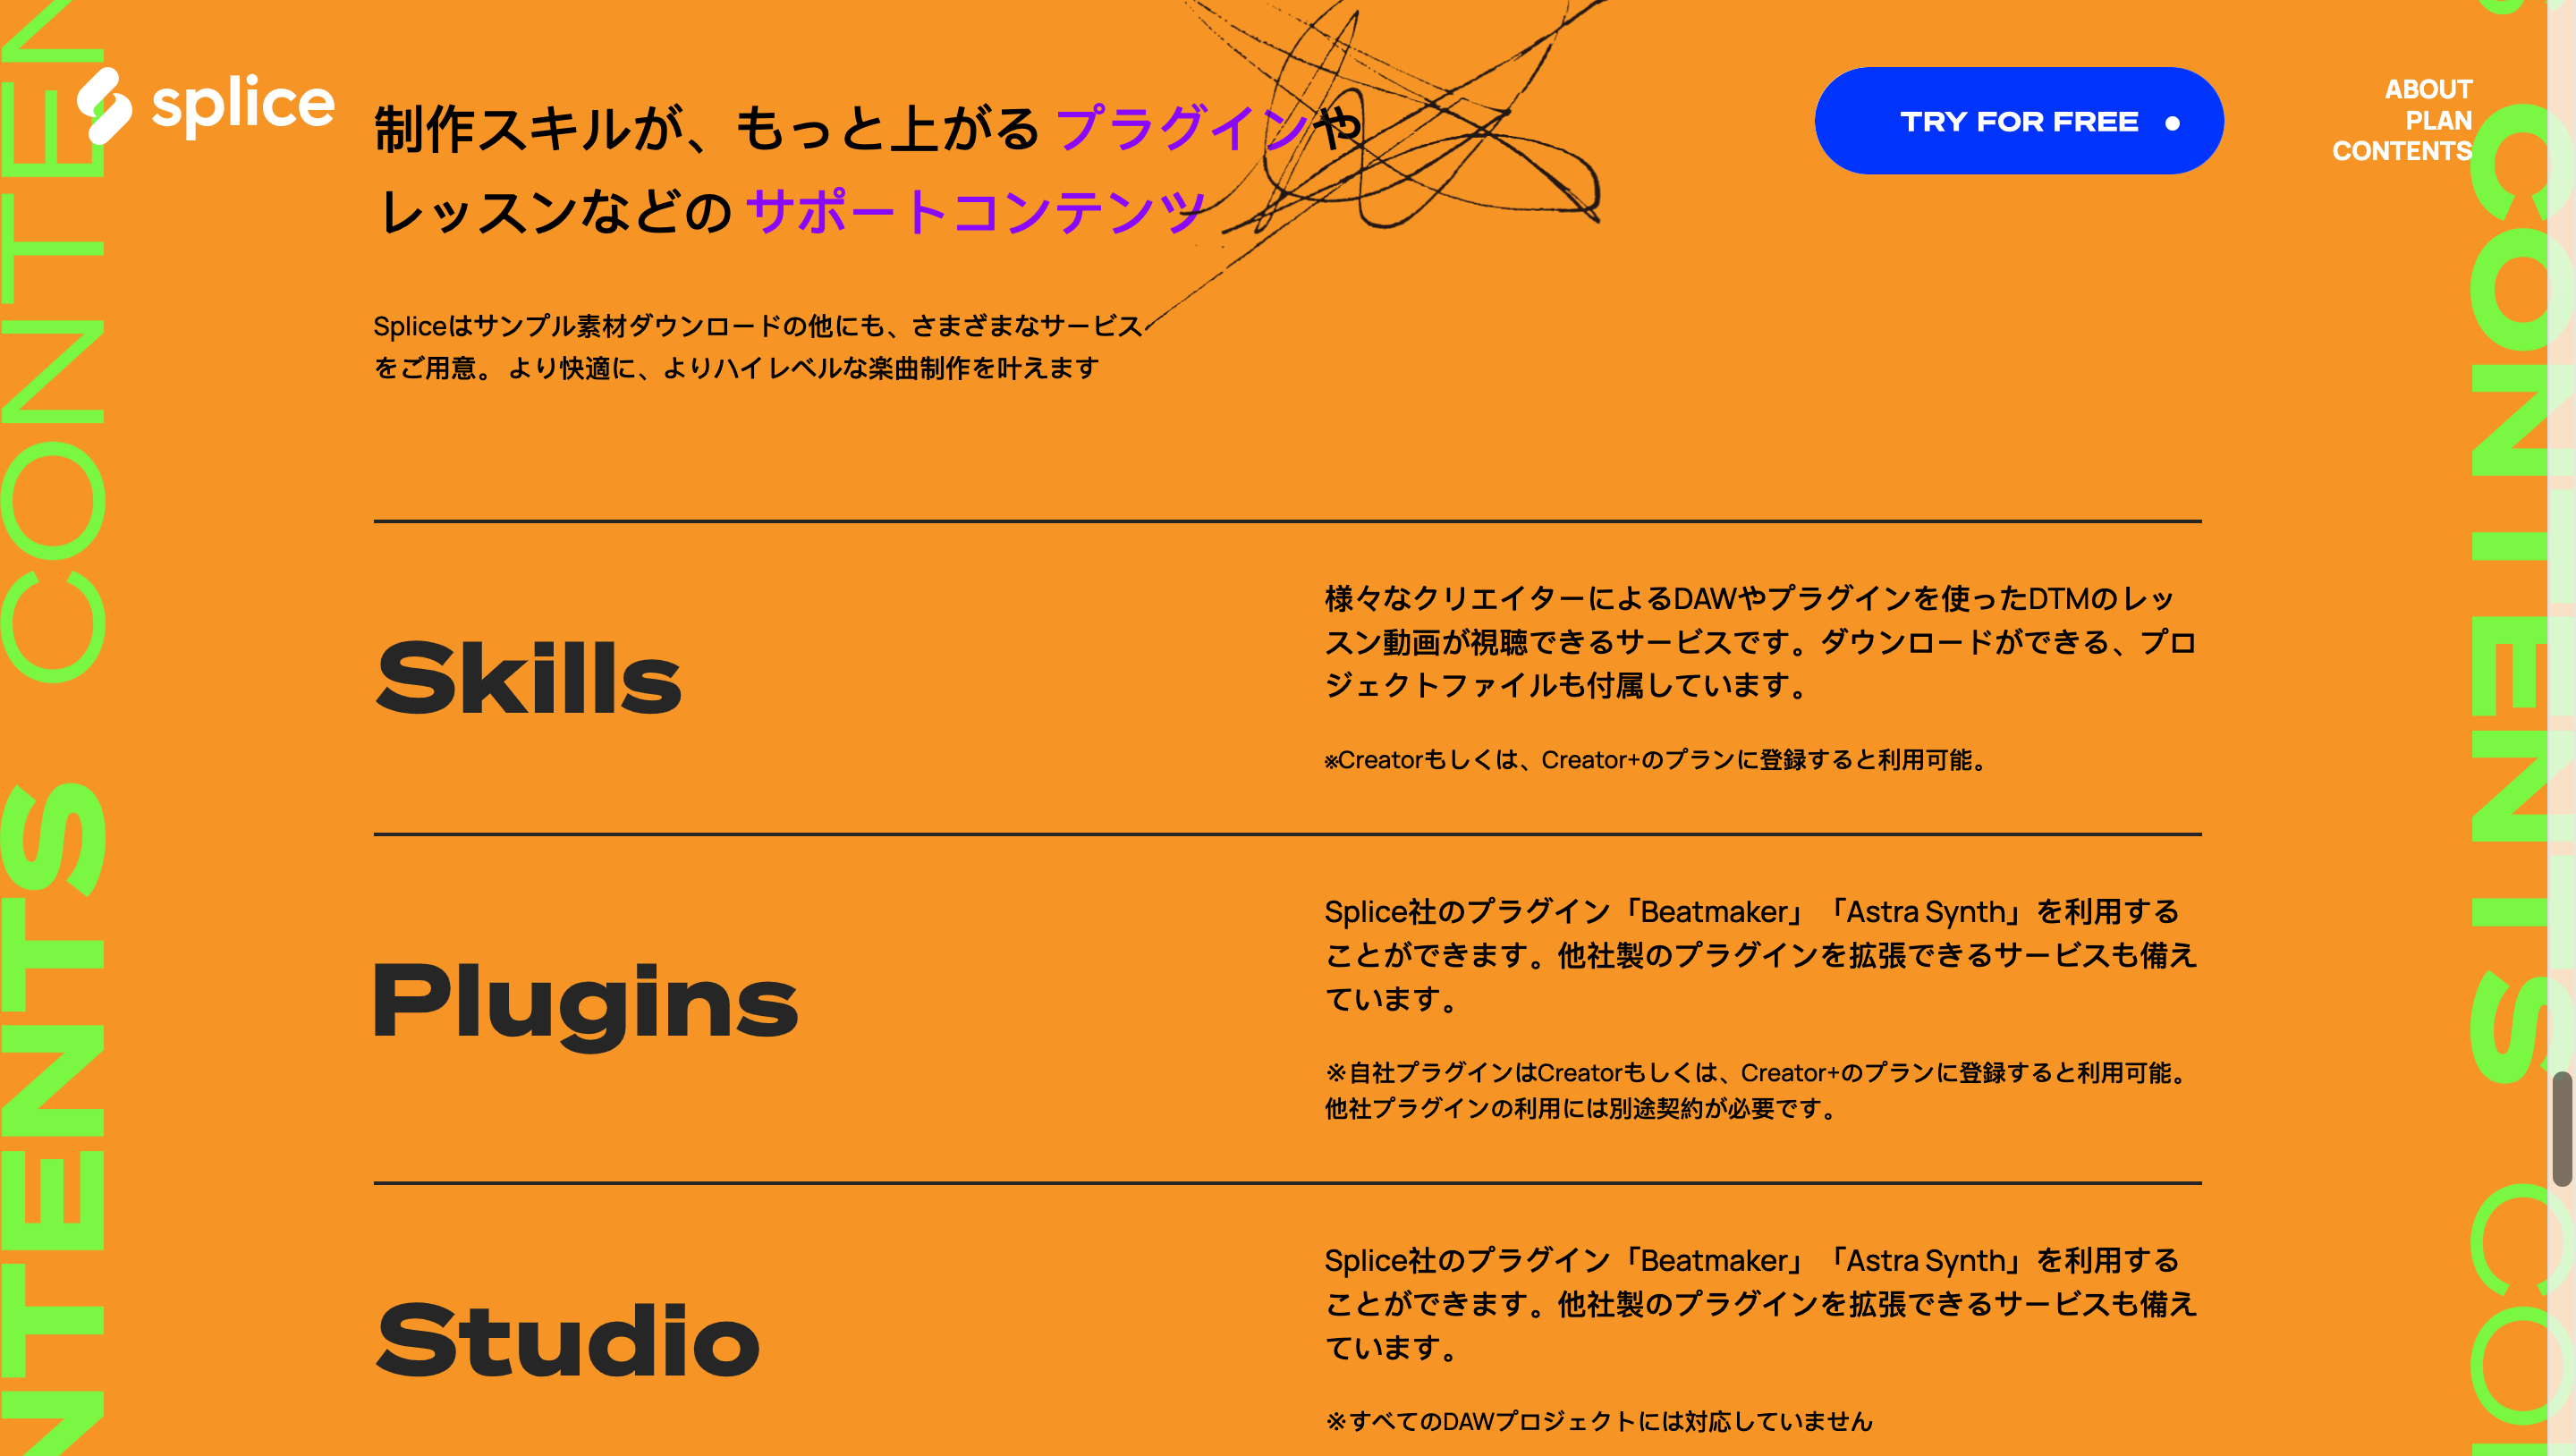 splice
TRY FOR FREE
ABOUT
PLAN
CONTENTS
制作スキルが、もっと上がる プラグインや
レッスンなどの サポートコンテンツ
Spliceはサンプル素材ダウンロードの他にも、さまざまなサービス
をご用意。 より快適に、よりハイレベルな楽曲制作を叶えます
Skills
様々なクリエイターによるDAWやプラグインを使ったDTMのレッ
スン動画が視聴できるサービスです。ダウンロードができる、プロ
ジェクトファイルも付属しています。
※Creatorもしくは、Creator+のプランに登録すると利用可能。
Plugins
Splice社のプラグイン「Beatmaker」「Astra Synth」を利用する
ことができます。他社製のプラグインを拡張できるサービスも備え
ています。
※自社プラグインはCreatorもしくは、Creator+のプランに登録すると利用可能。
他社プラグインの利用には別途契約が必要です。
Studio
Splice社のプラグイン「Beatmaker」「Astra Synth」を利用する
ことができます。他社製のプラグインを拡張できるサービスも備え
ています。
※すべてのDAWプロジェクトには対応していません
NTENTS CONTEN
CONTENTS CO